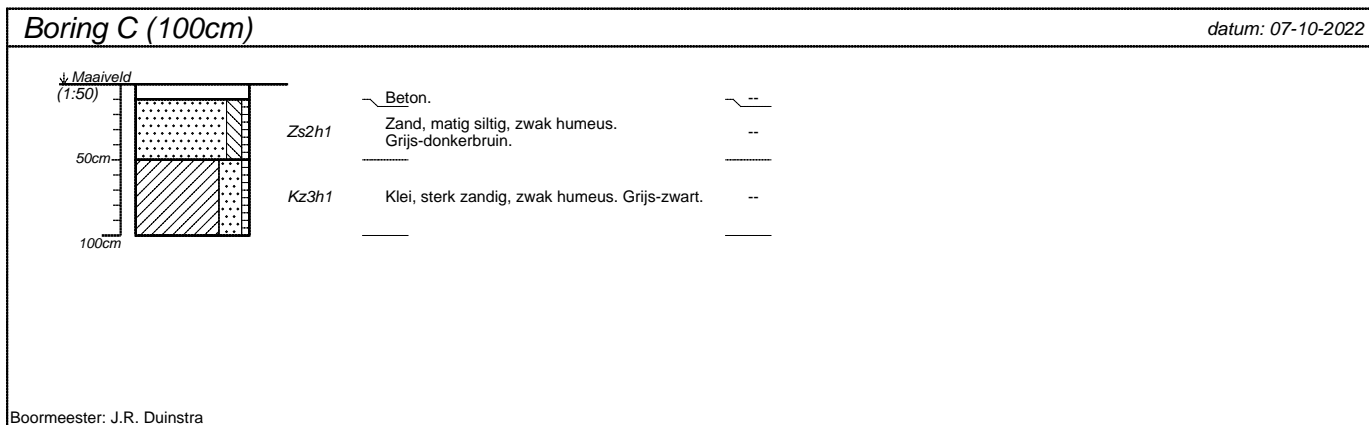 Boring C (100cm)
datum: 07-10-2022
Maaiveld
(1:50)
Beton.
--
Zs2h1
Zand, matig siltig, zwak humeus.
Grijs-donkerbruin.
--
50cm
Kz3h1
Klei, sterk zandig, zwak humeus. Grijs-zwart.
--
100cm
Boormeester: J.R. Duinstra